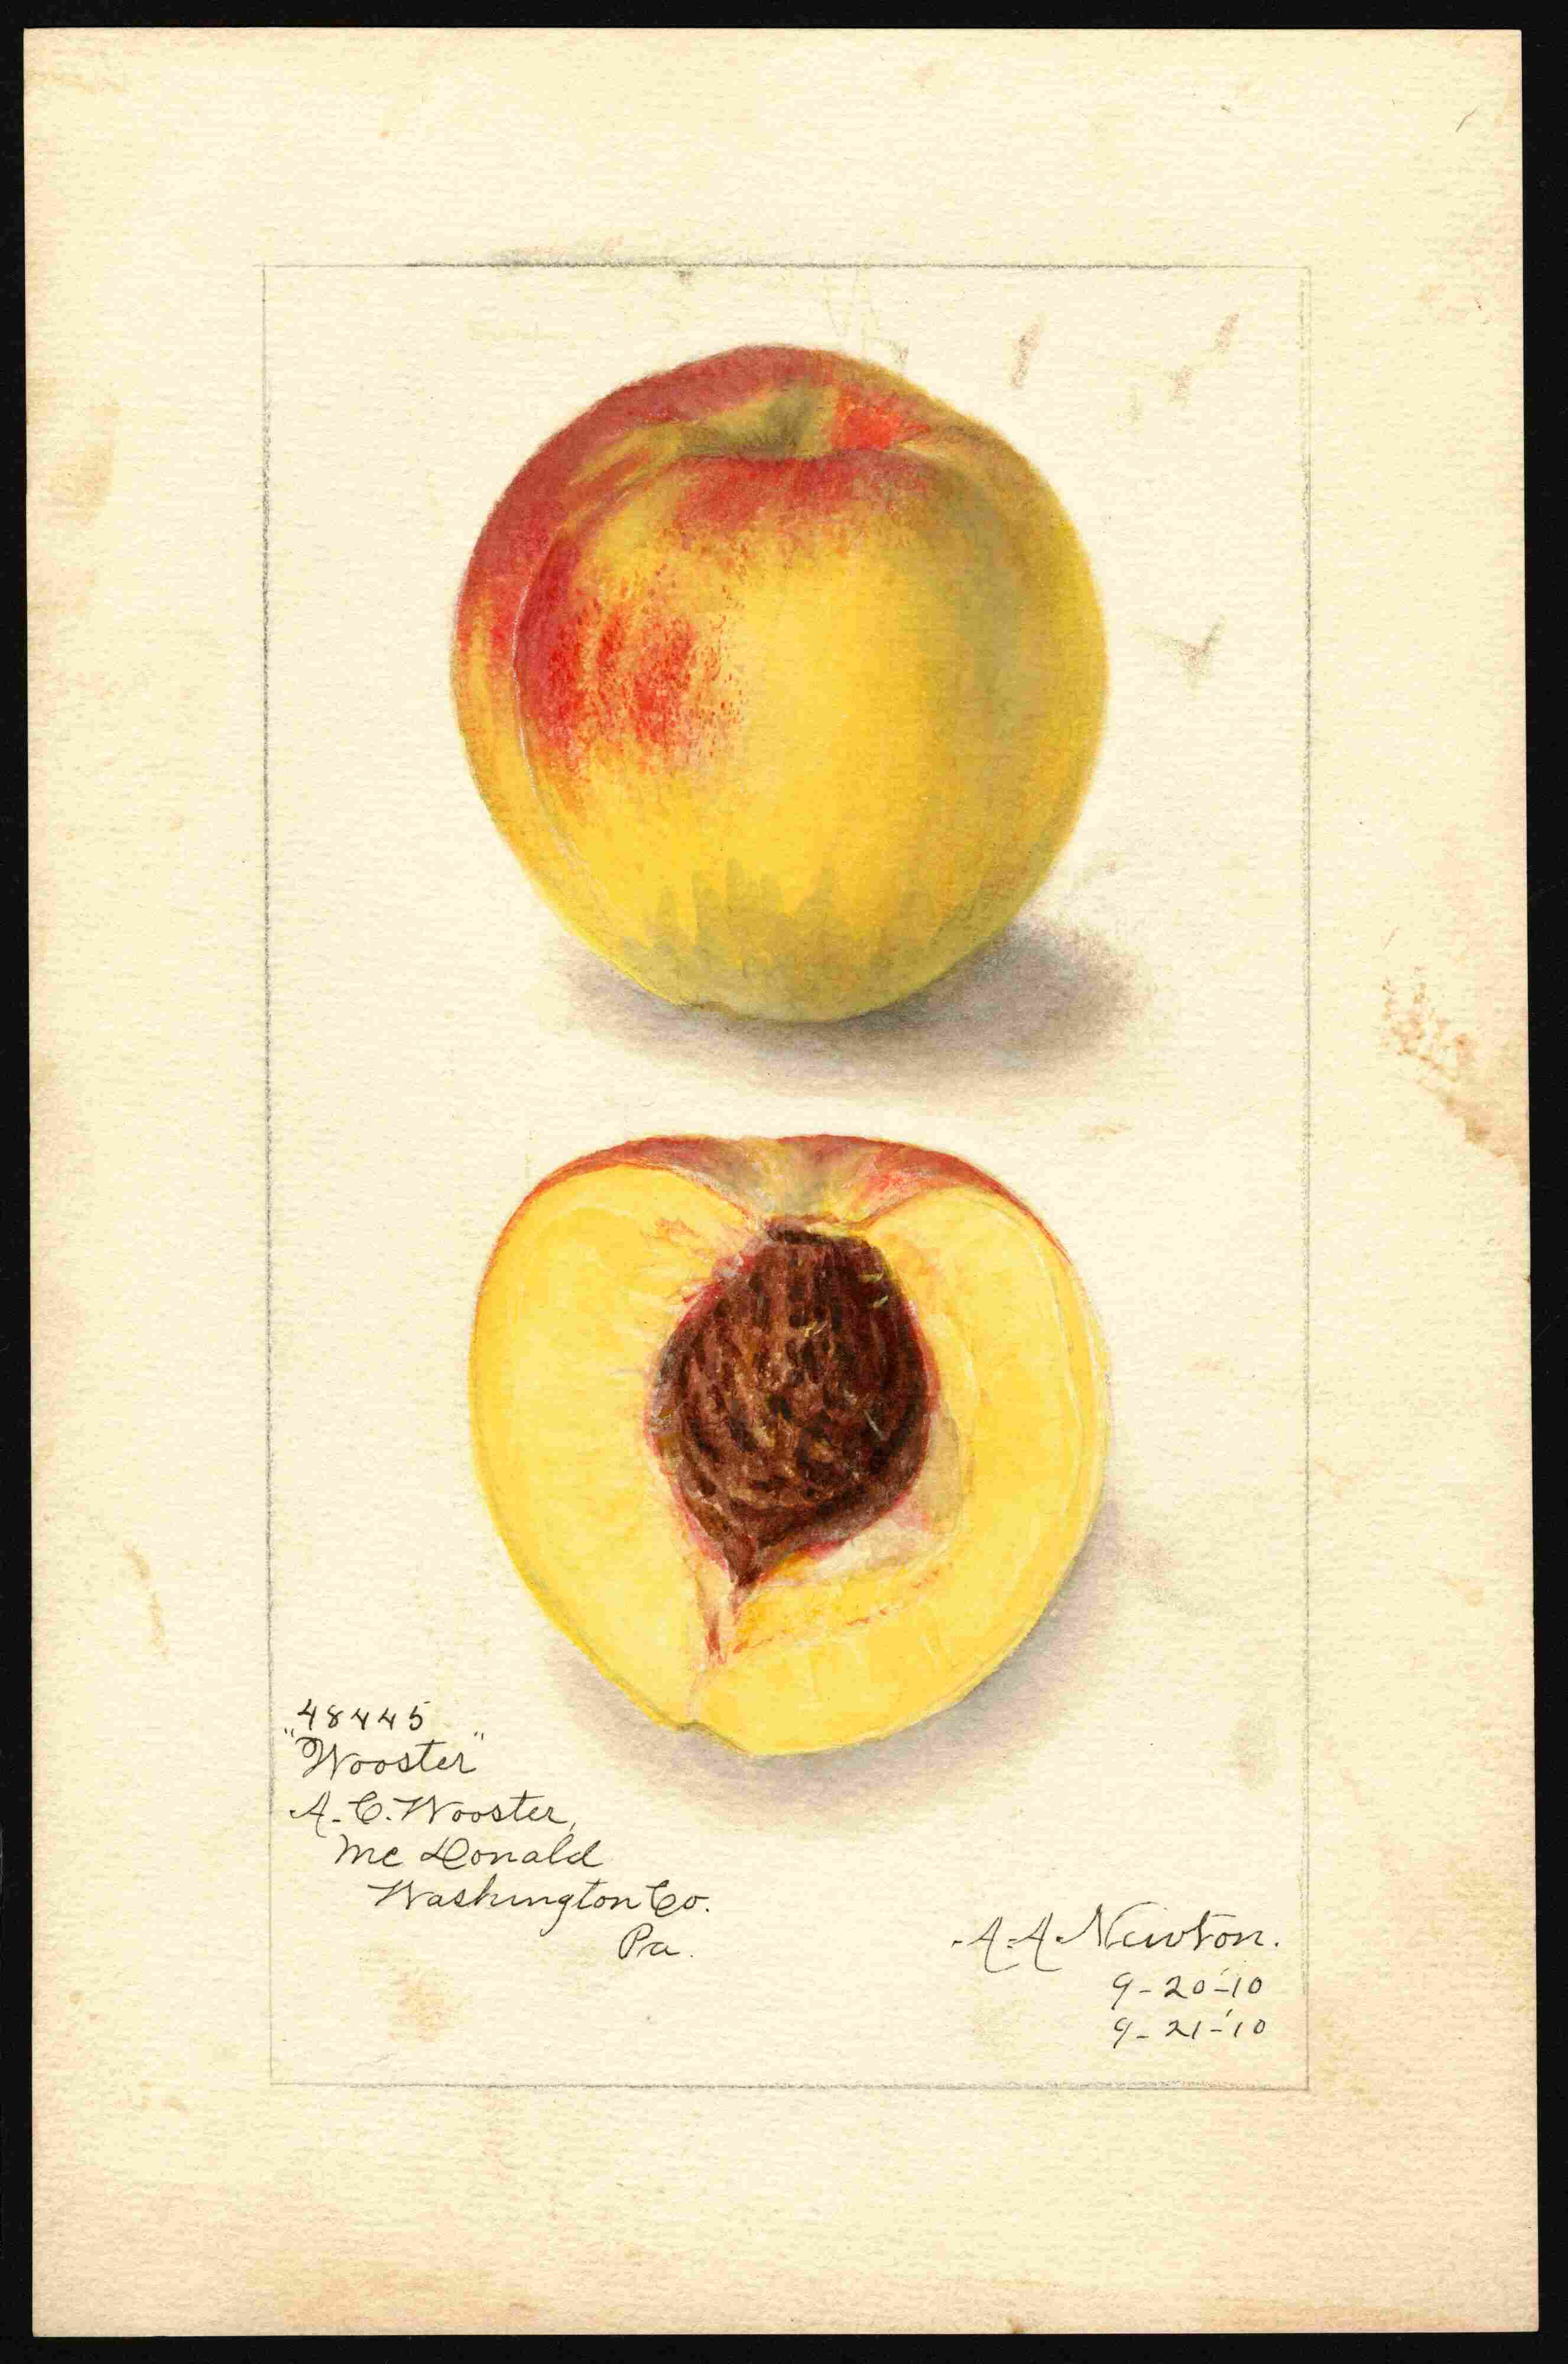 48445
"Wooster"
A. C. Wooster,
Mc Donald
Washington Co.
Pa.
A. A. Newton.
9-20-'10
9-21-'10